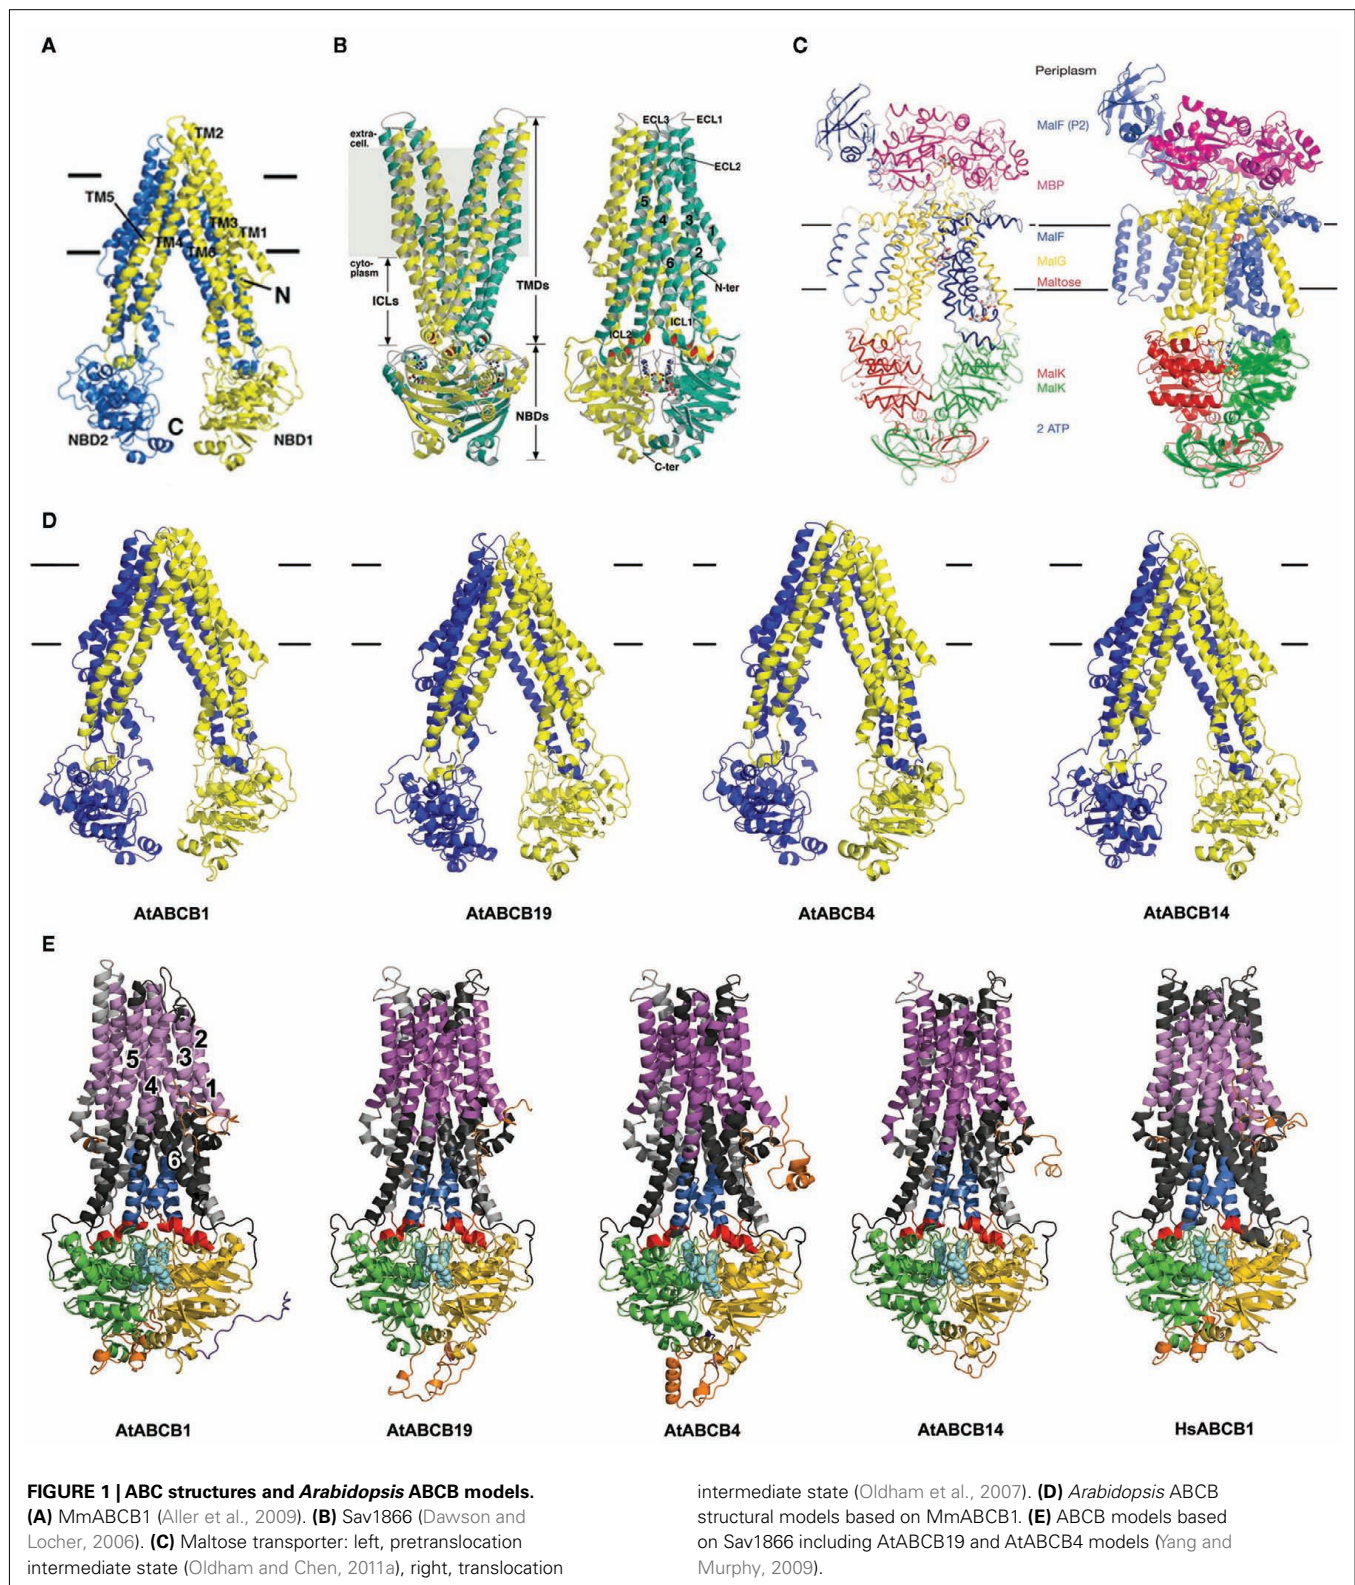 A
TM2
TM5
TM4
TM3
TM1
TM6
N
NBD2
C
NBD1
B
extra-
cell.
cyto-
plasm
ICLs
TMDs
NBDs
ECL3
ECL1
ECL2
5
4
3
1
2
6
N-ter
ICL2
ICL1
C-ter
C
Periplasm
MalF (P2)
MBP
MalF
MalG
Maltose
MalK
MalK
2 ATP
D
AtABCB1
AtABCB19
AtABCB4
AtABCB14
E
5
4
3
2
1
6
AtABCB1
AtABCB19
AtABCB4
AtABCB14
HsABCB1
FIGURE 1 | ABC structures and Arabidopsis ABCB models.
(A) MmABCB1 (Aller et al., 2009). (B) Sav1866 (Dawson and
Locher, 2006). (C) Maltose transporter: left, pretranslocation
intermediate state (Oldham and Chen, 2011a), right, translocation
intermediate state (Oldham et al., 2007). (D) Arabidopsis ABCB
structural models based on MmABCB1. (E) ABCB models based
on Sav1866 including AtABCB19 and AtABCB4 models (Yang and
Murphy, 2009).